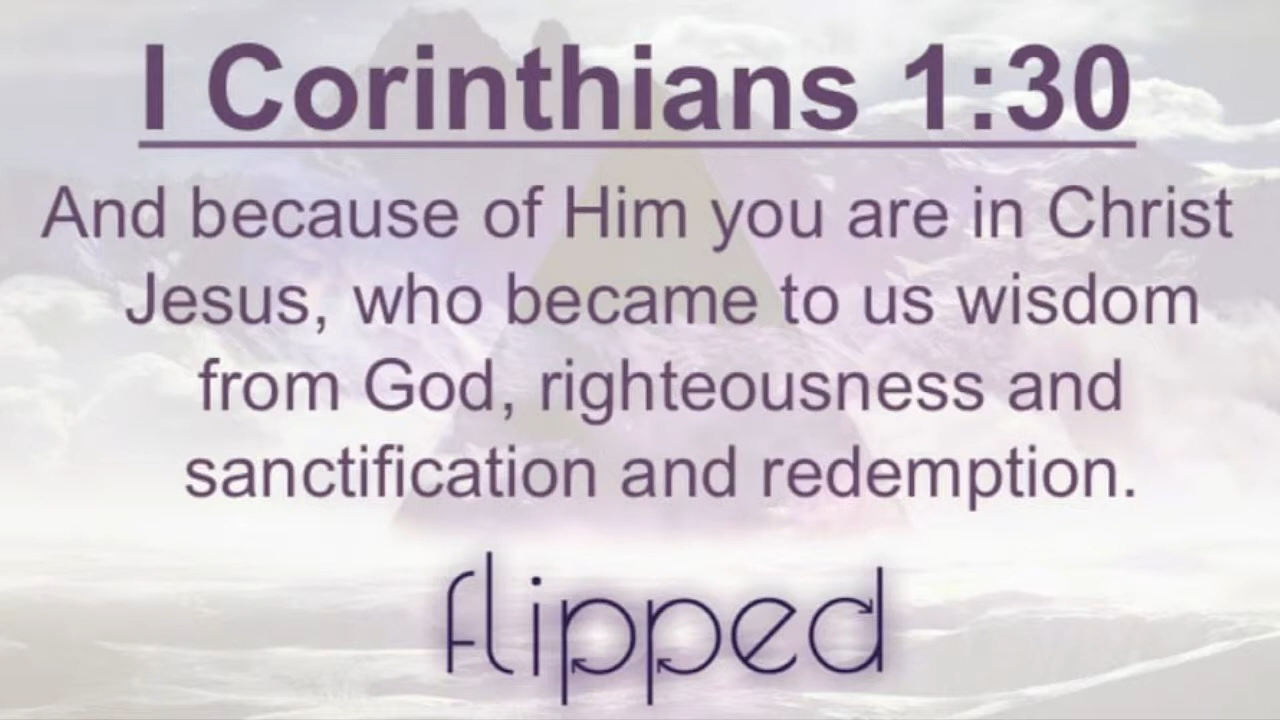 I Corinthians 1:30
And because of Him you are in Christ
Jesus, who became to us wisdom
from God, righteousness and
sanctification and redemption.
flipped